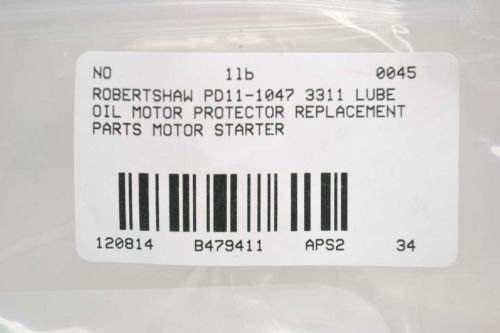 NO 1lb 0045
ROBERTSHAW PD11-1047 3311 LUBE
OIL MOTOR PROTECTOR REPLACEMENT
PARTS MOTOR STARTER
120814 B479411 APS2 34